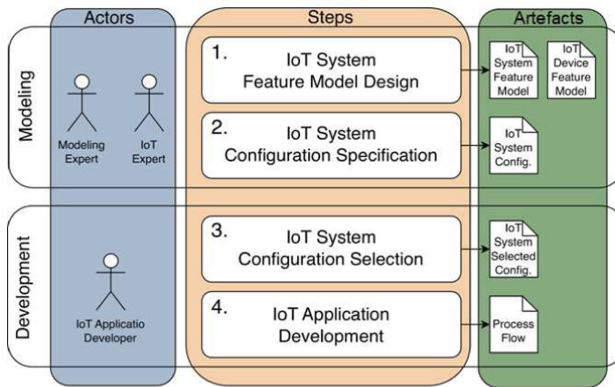 Actors
Steps
Artefacts
Modeling
Modeling
Expert
IoT
Expert
1.
IoT System
Feature Model Design
IoT
System
Feature
Model
IoT
Device
Feature
Model
2.
IoT System
Configuration Specification
IoT
System
Config.
Development
IoT Applicatio
Developer
3.
IoT System
Configuration Selection
IoT
System
Selected
Config.
4.
IoT Application
Development
Process
Flow